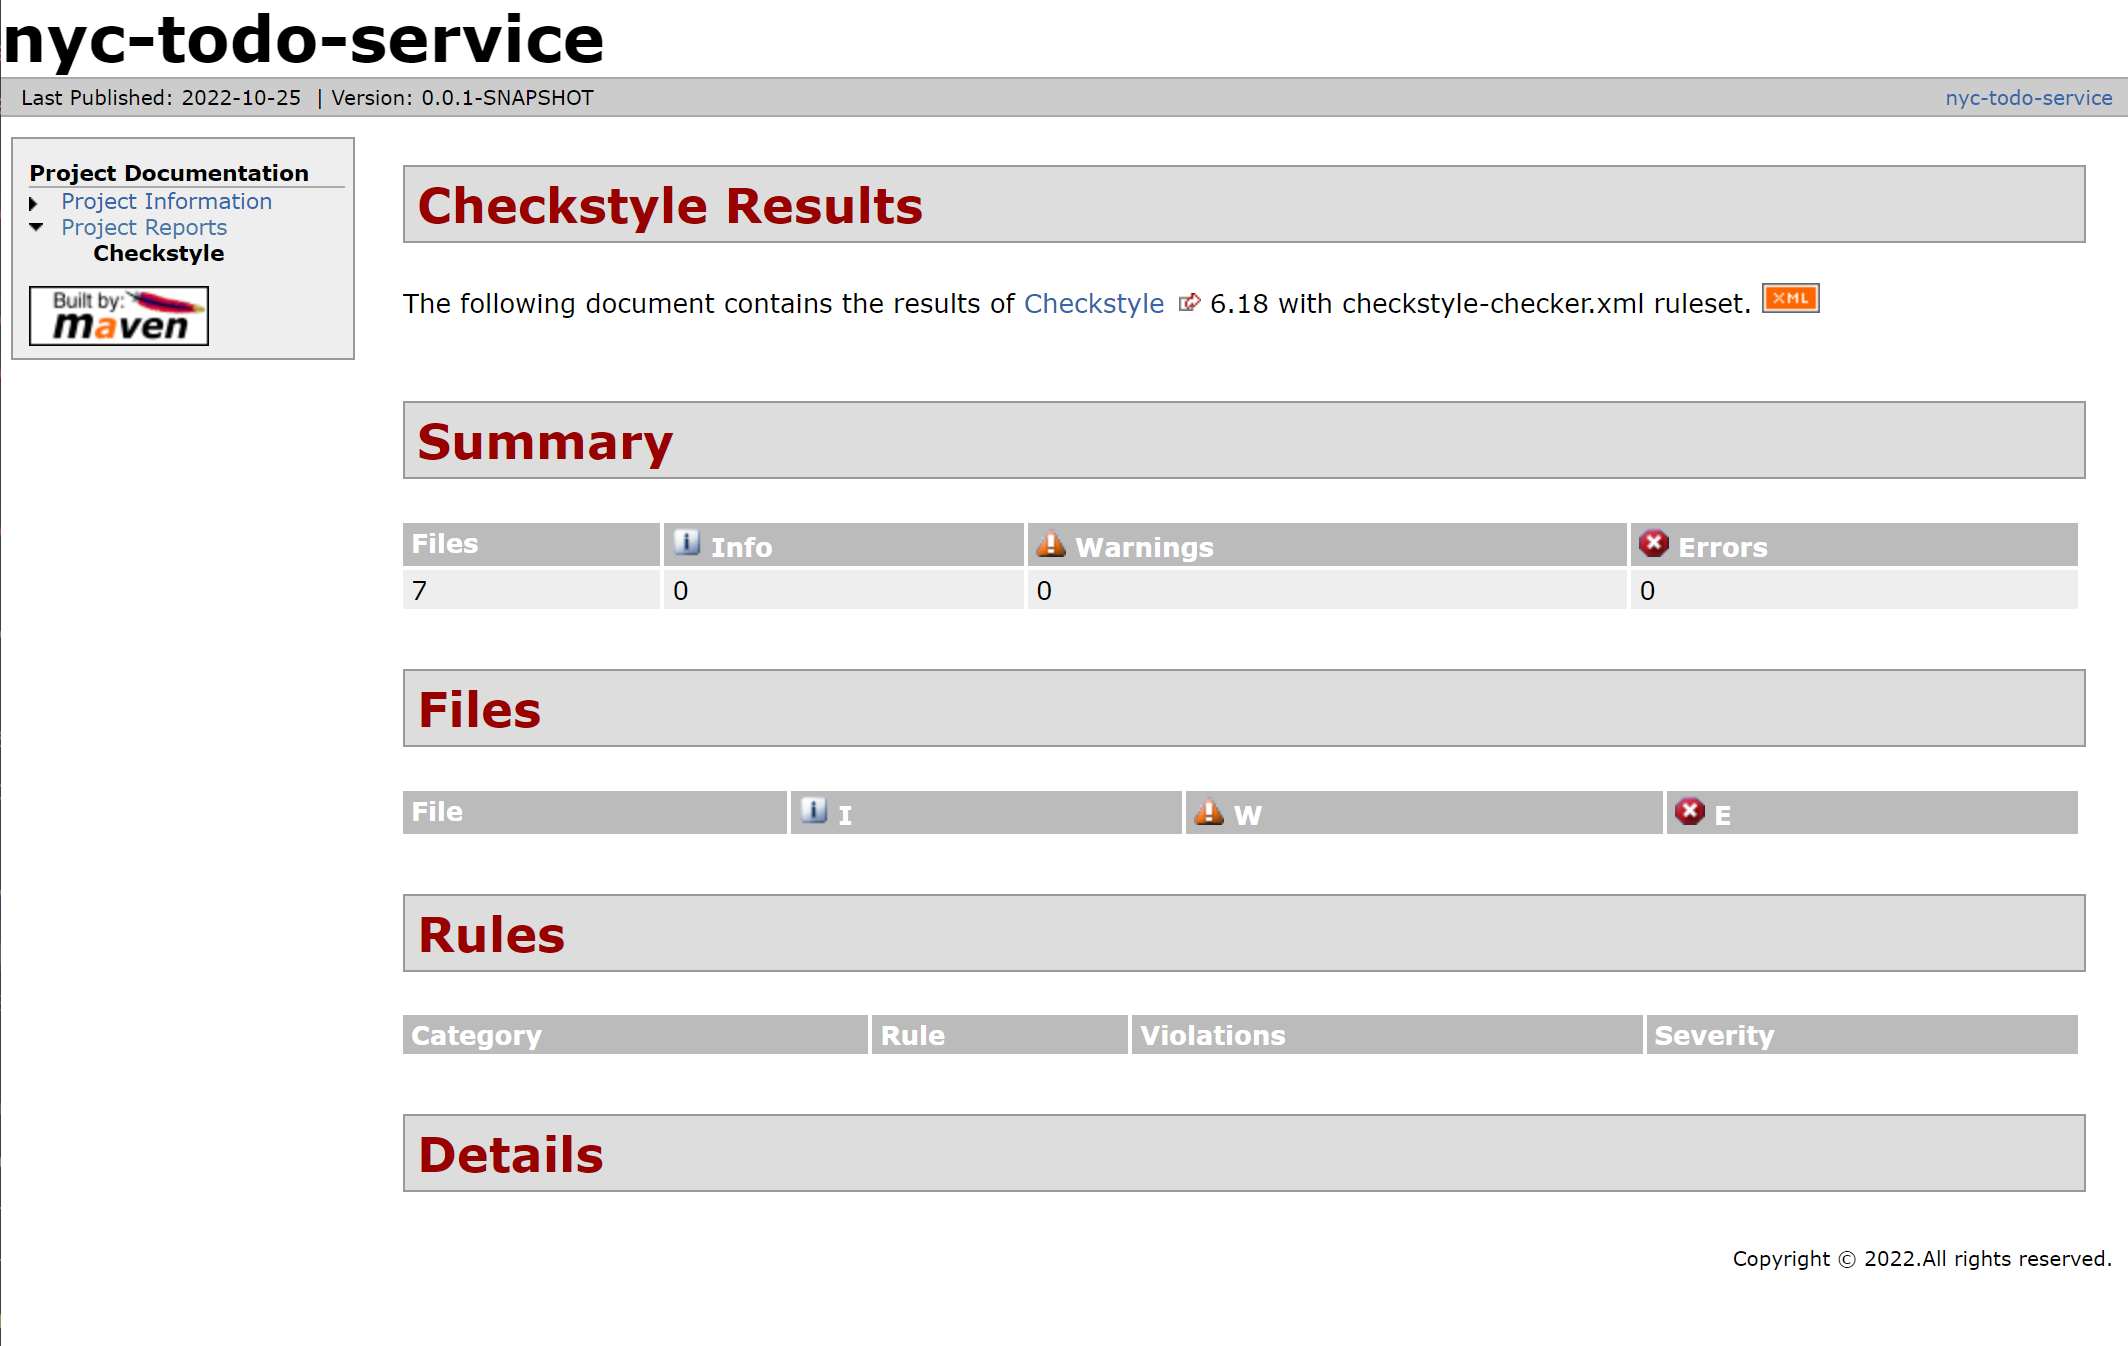 nyc-todo-service
Last Published: 2022-10-25 | Version: 0.0.1-SNAPSHOT nyc-todo-service
Project Documentation
Project Information
Project Reports
Checkstyle
Built by:
maven
Checkstyle Results
The following document contains the results of Checkstyle 6.18 with checkstyle-checker.xml ruleset. XML
Summary
Files Info Warnings Errors
7 0 0 0
Files
File I W E
Rules
Category Rule Violations Severity
Details
Copyright © 2022.All rights reserved.